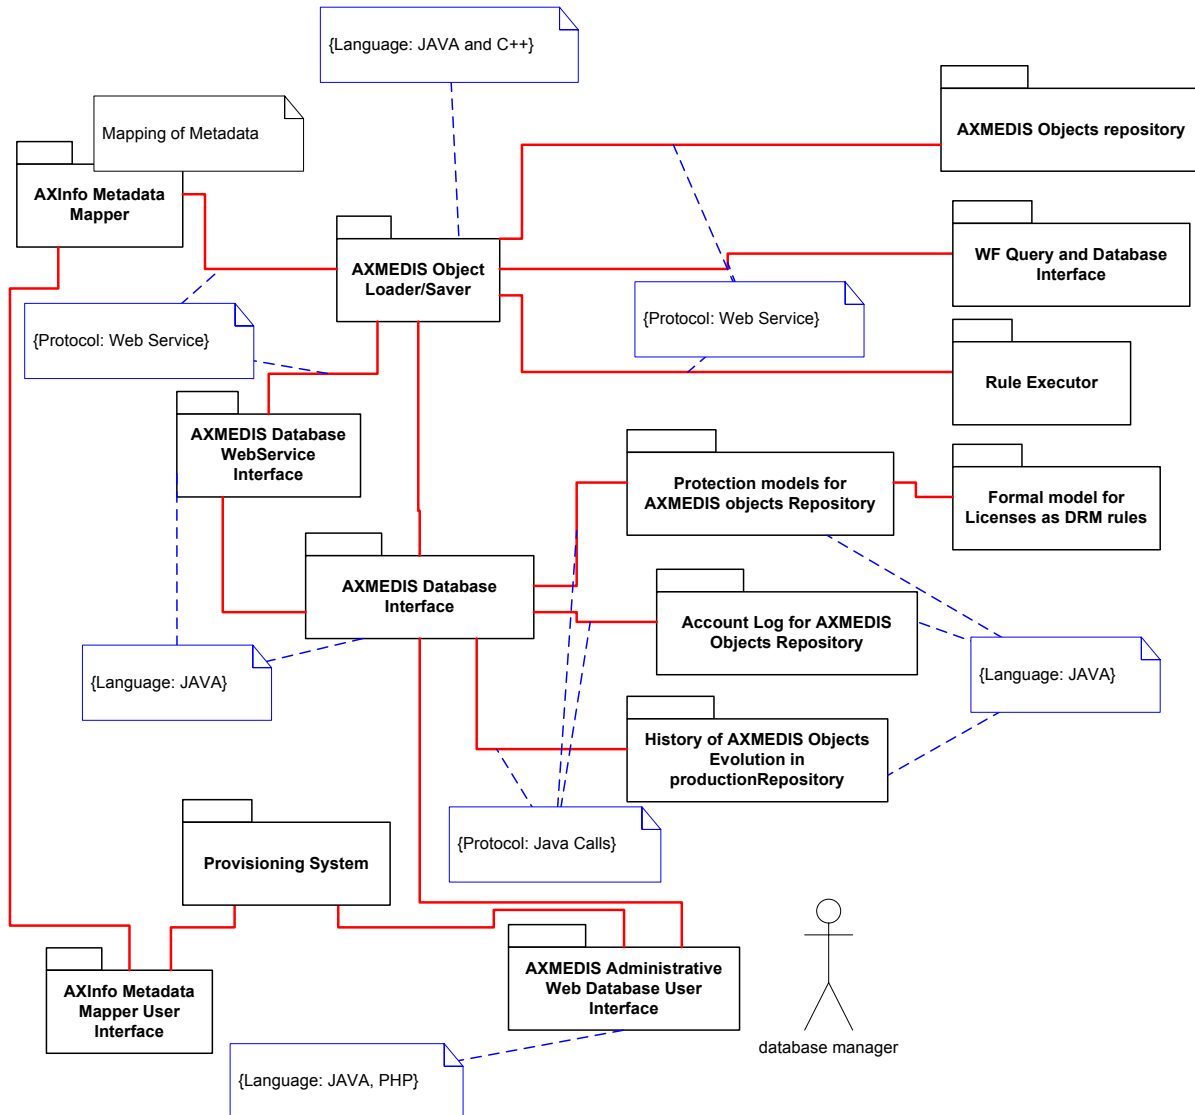 {Language: JAVA and C++}
Mapping of Metadata
AXMEDIS Objects repository
AXInfo Metadata
Mapper
WF Query and Database
Interface
AXMEDIS Object
Loader/Saver
{Protocol: Web Service}
{Protocol: Web Service}
Rule Executor
AXMEDIS Database
WebService
Interface
Protection models for
AXMEDIS objects Repository
Formal model for
Licenses as DRM rules
AXMEDIS Database
Interface
Account Log for AXMEDIS
Objects Repository
{Language: JAVA}
{Language: JAVA}
History of AXMEDIS Objects
Evolution in
productionRepository
{Protocol: Java Calls}
Provisioning System
AXInfo Metadata
Mapper User
Interface
AXMEDIS Administrative
Web Database User
Interface
database manager
{Language: JAVA, PHP}